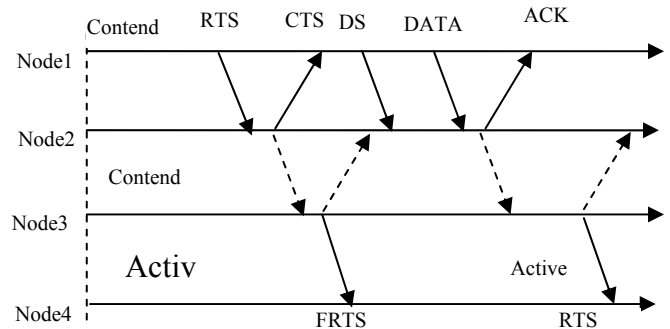 Contend RTS CTS DS DATA ACK
Node1
Node2
Contend
Node3
Activ Active
Node4
FRTS RTS